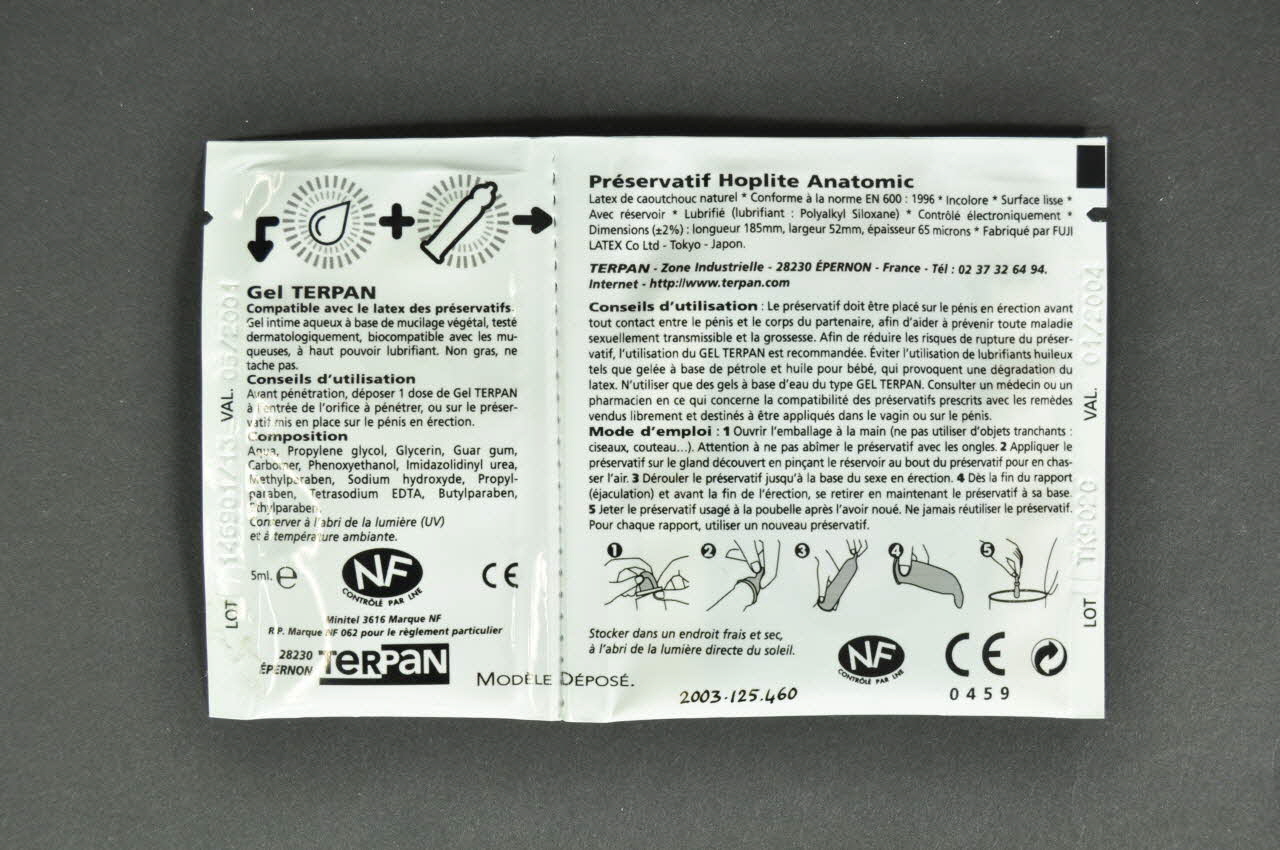 Gel TERPAN
Compatible avec le latex des préservatifs.
Gel intime aqueux à base de mucilage végétal, testé
dermatologiquement, biocompatible avec les mu-
queuses, à haut pouvoir lubrifiant. Non gras, ne
tache pas.
Conseils d'utilisation
Avant pénétration, déposer 1 dose de Gel TERPAN
à l'entrée de l'orifice à pénétrer, ou sur le préser-
vatif mis en place sur le pénis en érection.
Composition
Aqua, Propylene glycol, Glycerin, Guar gum,
Carbomer, Phenoxyethanol, Imidazolidinyl urea,
Methylparaben, Sodium hydroxyde, Propyl-
paraben, Tetrasodium EDTA, Butylparaben,
Ethylparaben.
Conserver à l'abri de la lumière (UV)
et à température ambiante.
5ml. e
NF
CONTRÔLÉ PAR LNE
CE
Minitel 3616 Marque NF
R.P. Marque NF 062 pour le règlement particulier
28230
ÉPERNON
TERPAN
MODÈLE DÉPOSÉ.
LOT
VAL.
Préservatif Hoplite Anatomic
Latex de caoutchouc naturel * Conforme à la norme EN 600 : 1996 * Incolore * Surface lisse *
Avec réservoir * Lubrifié (lubrifiant : Polyalkyl Siloxane) * Contrôlé électroniquement *
Dimensions (±2%) : longueur 185mm, largeur 52mm, épaisseur 65 microns * Fabriqué par FUJI
LATEX Co Ltd - Tokyo - Japon.
TERPAN - Zone Industrielle - 28230 ÉPERNON - France - Tél : 02 37 32 64 94.
Internet - http://www.terpan.com
Conseils d'utilisation : Le préservatif doit être placé sur le pénis en érection avant
tout contact entre le pénis et le corps du partenaire, afin d'aider à prévenir toute maladie
sexuellement transmissible et la grossesse. Afin de réduire les risques de rupture du préser-
vatif, l'utilisation du GEL TERPAN est recommandée. Éviter l'utilisation de lubrifiants huileux
tels que gelée à base de pétrole et huile pour bébé, qui provoquent une dégradation du
latex. N'utiliser que des gels à base d'eau du type GEL TERPAN. Consulter un médecin ou un
pharmacien en ce qui concerne la compatibilité des préservatifs prescrits avec les remèdes
vendus librement et destinés à être appliqués dans le vagin ou sur le pénis.
Mode d'emploi : 1 Ouvrir l'emballage à la main (ne pas utiliser d'objets tranchants :
ciseaux, couteau...). Attention à ne pas abîmer le préservatif avec les ongles. 2 Appliquer le
préservatif sur le gland découvert en pinçant le réservoir au bout du préservatif pour en chas-
ser l'air. 3 Dérouler le préservatif jusqu'à la base du sexe en érection. 4 Dès la fin du rapport
(éjaculation) et avant la fin de l'érection, se retirer en maintenant le préservatif à sa base.
5 Jeter le préservatif usagé à la poubelle après l'avoir noué. Ne jamais réutiliser le préservatif.
Pour chaque rapport, utiliser un nouveau préservatif.
1 2 3 4 5
Stocker dans un endroit frais et sec,
à l'abri de la lumière directe du soleil.
NF
CONTRÔLÉ PAR LNE
CE
0459
2003.125.460
LOT TK9020 VAL. 01/2004